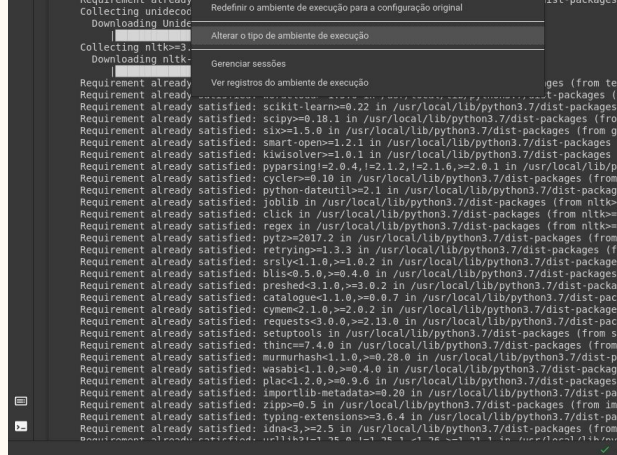 Requirement already
Redefinir o ambiente de execução para a configuração original
Collecting unidecod
Downloading Unide
Alterar o tipo de ambiente de execução
Collecting nltk>=3.
Downloading nltk-
Gerenciar sessões
Ver registros do ambiente de execução
Requirement already ges (from te
Requirement already satisfied: scikit-learn>=0.22 in /usr/local/lib/python3.7/dist-packages
Requirement already satisfied: scipy>=0.18.1 in /usr/local/lib/python3.7/dist-packages (fro
Requirement already satisfied: six>=1.5.0 in /usr/local/lib/python3.7/dist-packages (from g
Requirement already satisfied: smart-open>=1.2.1 in /usr/local/lib/python3.7/dist-packages
Requirement already satisfied: kiwisolver>=1.0.1 in /usr/local/lib/python3.7/dist-packages
Requirement already satisfied: pyparsing!=2.0.4,!=2.1.2,!=2.1.6,>=2.0.1 in /usr/local/lib/p
Requirement already satisfied: cycler>=0.10 in /usr/local/lib/python3.7/dist-packages (from
Requirement already satisfied: python-dateutil>=2.1 in /usr/local/lib/python3.7/dist-packag
Requirement already satisfied: joblib in /usr/local/lib/python3.7/dist-packages (from nltk>
Requirement already satisfied: click in /usr/local/lib/python3.7/dist-packages (from nltk>=
Requirement already satisfied: regex in /usr/local/lib/python3.7/dist-packages (from nltk>=
Requirement already satisfied: pytz>=2017.2 in /usr/local/lib/python3.7/dist-packages (from
Requirement already satisfied: retrying>=1.3.3 in /usr/local/lib/python3.7/dist-packages (f
Requirement already satisfied: srsly<1.1.0,>=1.0.2 in /usr/local/lib/python3.7/dist-package
Requirement already satisfied: blis<0.5.0,>=0.4.0 in /usr/local/lib/python3.7/dist-packages
Requirement already satisfied: preshed<3.1.0,>=3.0.2 in /usr/local/lib/python3.7/dist-packa
Requirement already satisfied: catalogue<1.1.0,>=0.0.7 in /usr/local/lib/python3.7/dist-pac
Requirement already satisfied: cymem<2.1.0,>=2.0.2 in /usr/local/lib/python3.7/dist-package
Requirement already satisfied: requests<3.0.0,>=2.13.0 in /usr/local/lib/python3.7/dist-pac
Requirement already satisfied: setuptools in /usr/local/lib/python3.7/dist-packages (from s
Requirement already satisfied: thinc==7.4.0 in /usr/local/lib/python3.7/dist-packages (from
Requirement already satisfied: murmurhash<1.1.0,>=0.28.0 in /usr/local/lib/python3.7/dist-p
Requirement already satisfied: wasabi<1.1.0,>=0.4.0 in /usr/local/lib/python3.7/dist-packag
Requirement already satisfied: plac<1.2.0,>=0.9.6 in /usr/local/lib/python3.7/dist-packages
Requirement already satisfied: importlib-metadata>=0.20 in /usr/local/lib/python3.7/dist-pa
Requirement already satisfied: zipp>=0.5 in /usr/local/lib/python3.7/dist-packages (from im
Requirement already satisfied: typing-extensions>=3.6.4 in /usr/local/lib/python3.7/dist-pa
Requirement already satisfied: idna<3,>=2.5 in /usr/local/lib/python3.7/dist-packages (from
Requirement already satisfied: